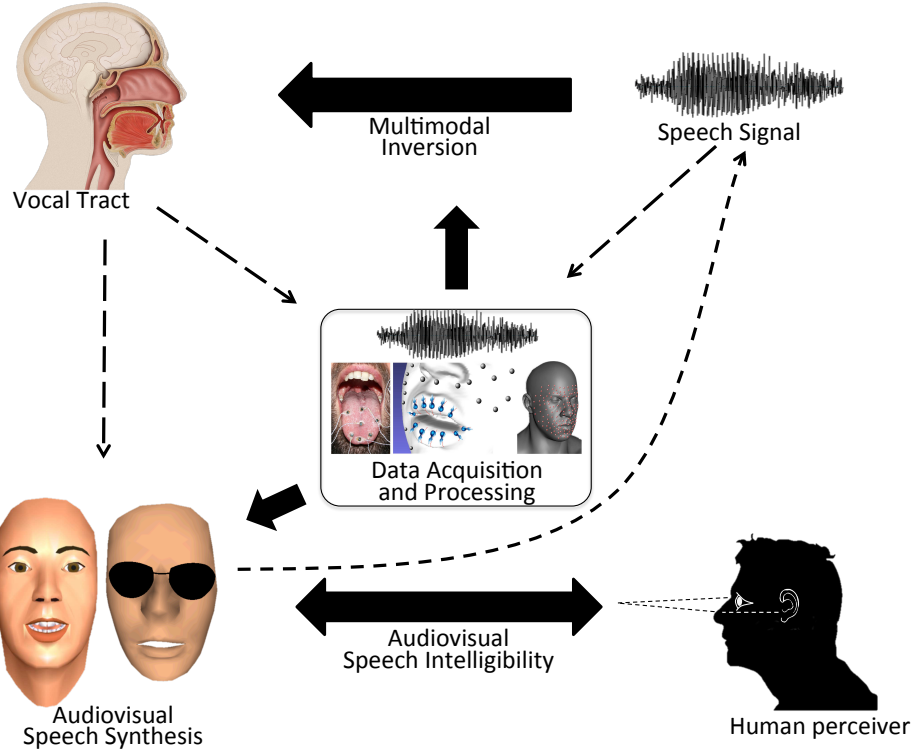 Speech Signal
Multimodal
Inversion
Vocal Tract
Data Acquisition
and Processing
Audiovisual
Speech Intelligibility
Audiovisual
Speech Synthesis
Human perceiver